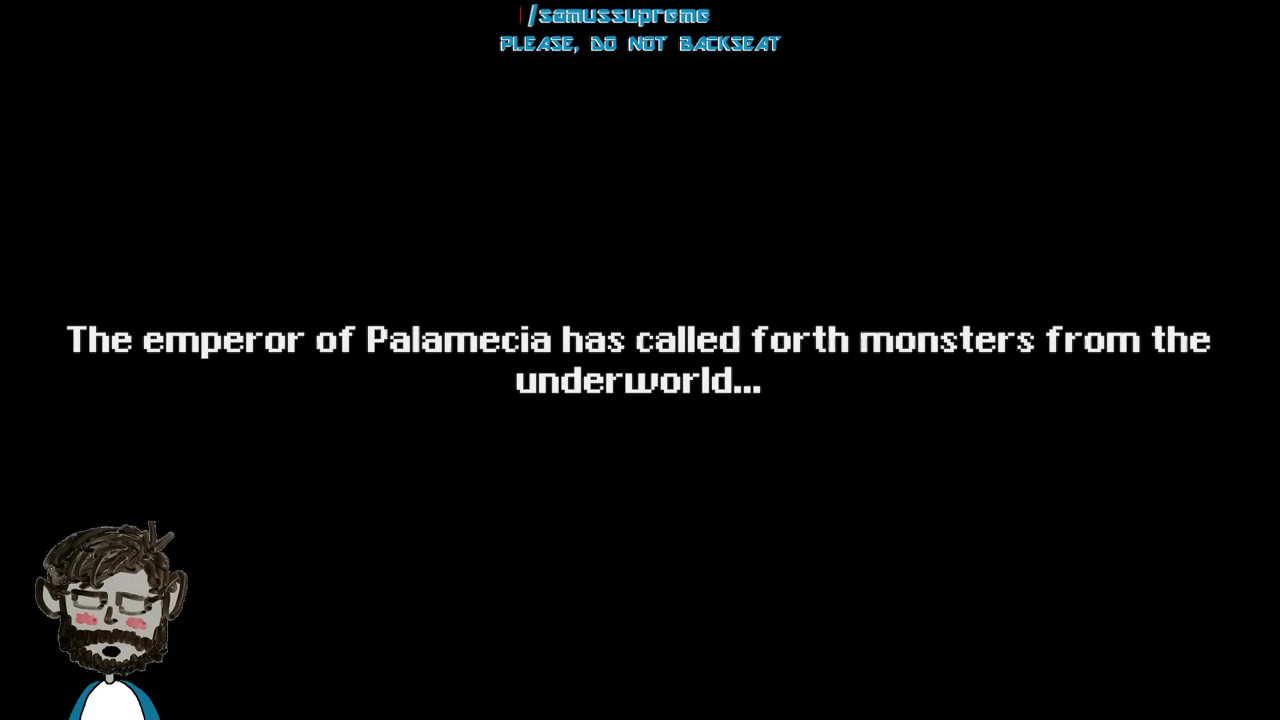 /samussupreme
PLEASE, DO NOT BACKSEAT
The emperor of Palamecia has called forth monsters from the
underworld...